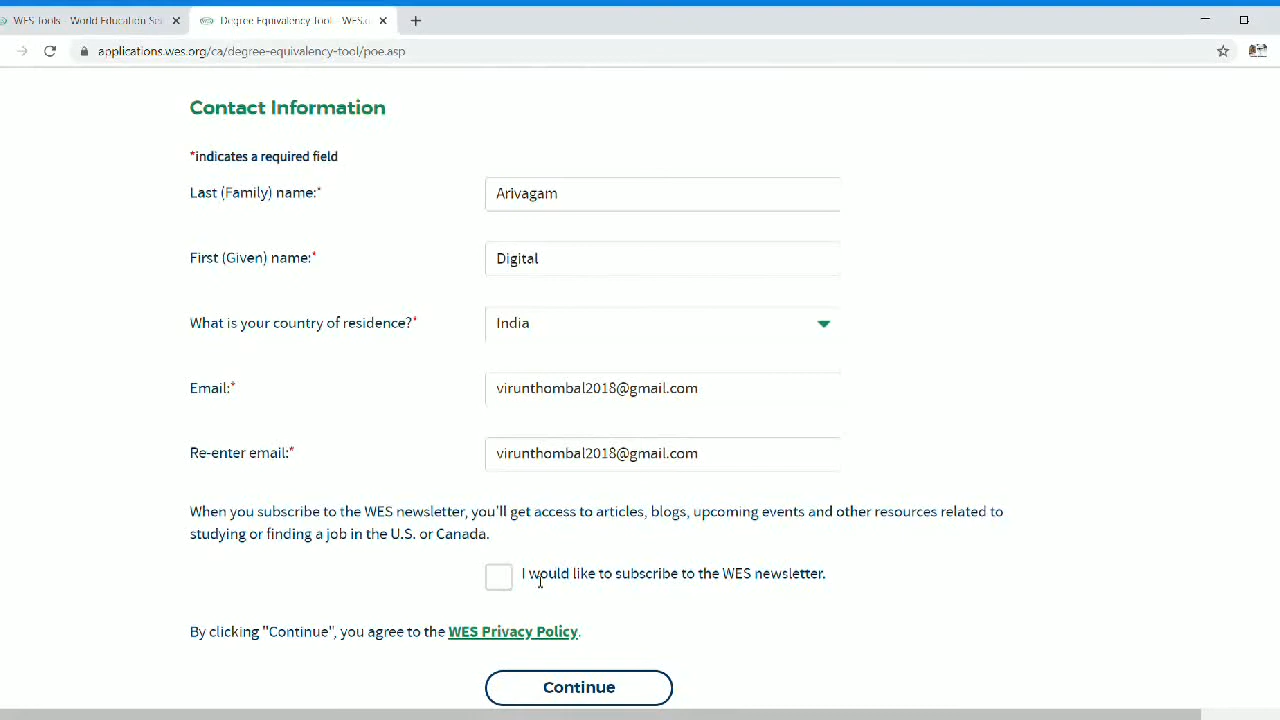 WES Tools - World Education Ser
Degree Equivalency Tool - WES.o
applications.wes.org/ca/degree-equivalency-tool/poe.asp
Contact Information
*indicates a required field
Last (Family) name:* Arivagam
First (Given) name:* Digital
What is your country of residence?* India
Email:* virunthombal2018@gmail.com
Re-enter email:* virunthombal2018@gmail.com
When you subscribe to the WES newsletter, you'll get access to articles, blogs, upcoming events and other resources related to
studying or finding a job in the U.S. or Canada.
I would like to subscribe to the WES newsletter.
By clicking "Continue", you agree to the WES Privacy Policy.
Continue